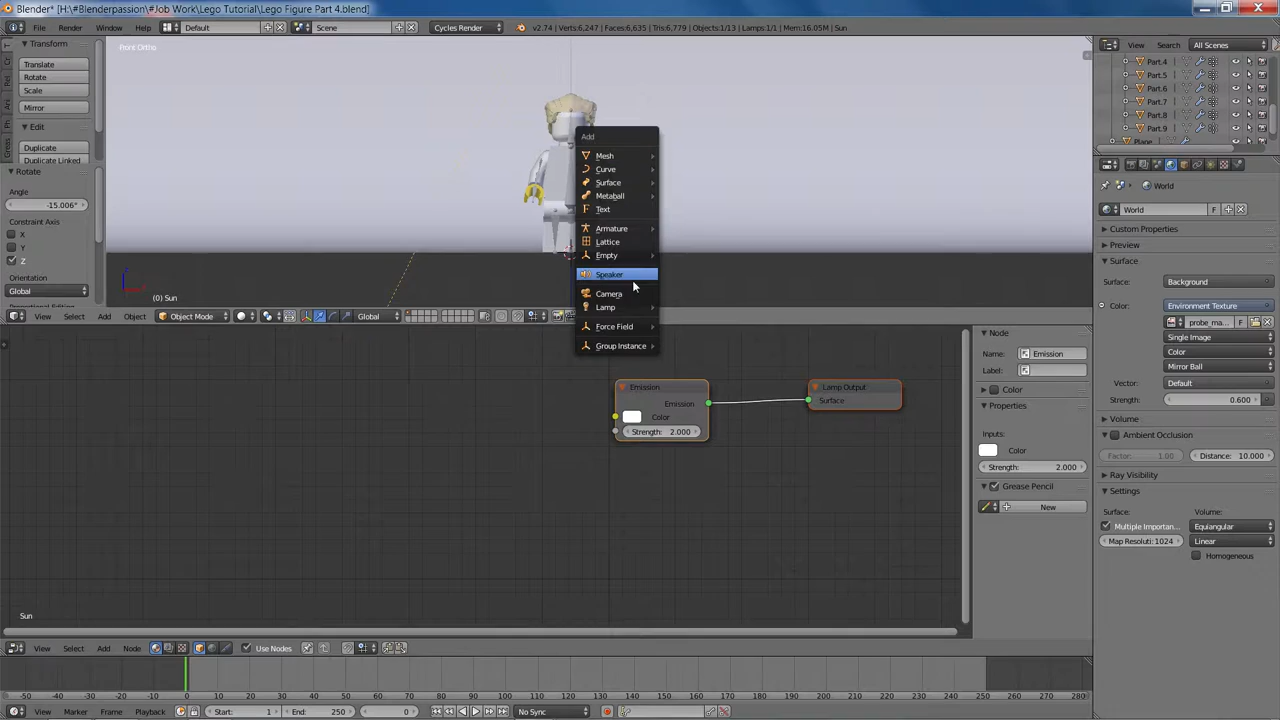 Blender* [H:\#Blenderpassion\#Job Work\Lego Tutorial\Lego Figure Part 4.blend]
File Render Window Help Default Scene Cycles Render v2.74 | Verts:6,247 | Faces:6,635 | Tris:6,779 | Objects:1/13 | Lamps:1/1 | Mem:16.05M | Sun
Transform
Translate
Rotate
Scale
Mirror
Edit
Duplicate
Duplicate Linked
Rotate
Angle
-15.006°
Constraint Axis
X
Y
Z
Orientation
Global
Front Ortho
(0) Sun
Add
Mesh
Curve
Surface
Metaball
Text
Armature
Lattice
Empty
Speaker
Camera
Lamp
Force Field
Group Instance
View Select Add Object Object Mode Global
Emission
Emission
Color
Strength: 2.000
Lamp Output
Surface
Sun
Node
Name: Emission
Label:
Color
Properties
Inputs:
Color
Strength: 2.000
Grease Pencil
New
View Select Add Node Use Nodes
View Search All Scenes
Part.4
Part.5
Part.6
Part.7
Part.8
Part.9
Plane
World
World F
Custom Properties
Preview
Surface
Surface: Background
Color: Environment Texture
probe_ma... F
Single Image
Color
Mirror Ball
Vector: Default
Strength: 0.600
Volume
Ambient Occlusion
Factor: 1.00 Distance: 10.000
Ray Visibility
Settings
Surface: Volume:
Multiple Importan... Equiangular
Map Resoluti: 1024 Linear
Homogeneous
-50 -40 -30 -20 -10 0 10 20 30 40 50 60 70 80 90 100 110 120 130 140 150 160 170 180 190 200 210 220 230 240 250 260 270 280
View Marker Frame Playback Start: 1 End: 250 0 No Sync